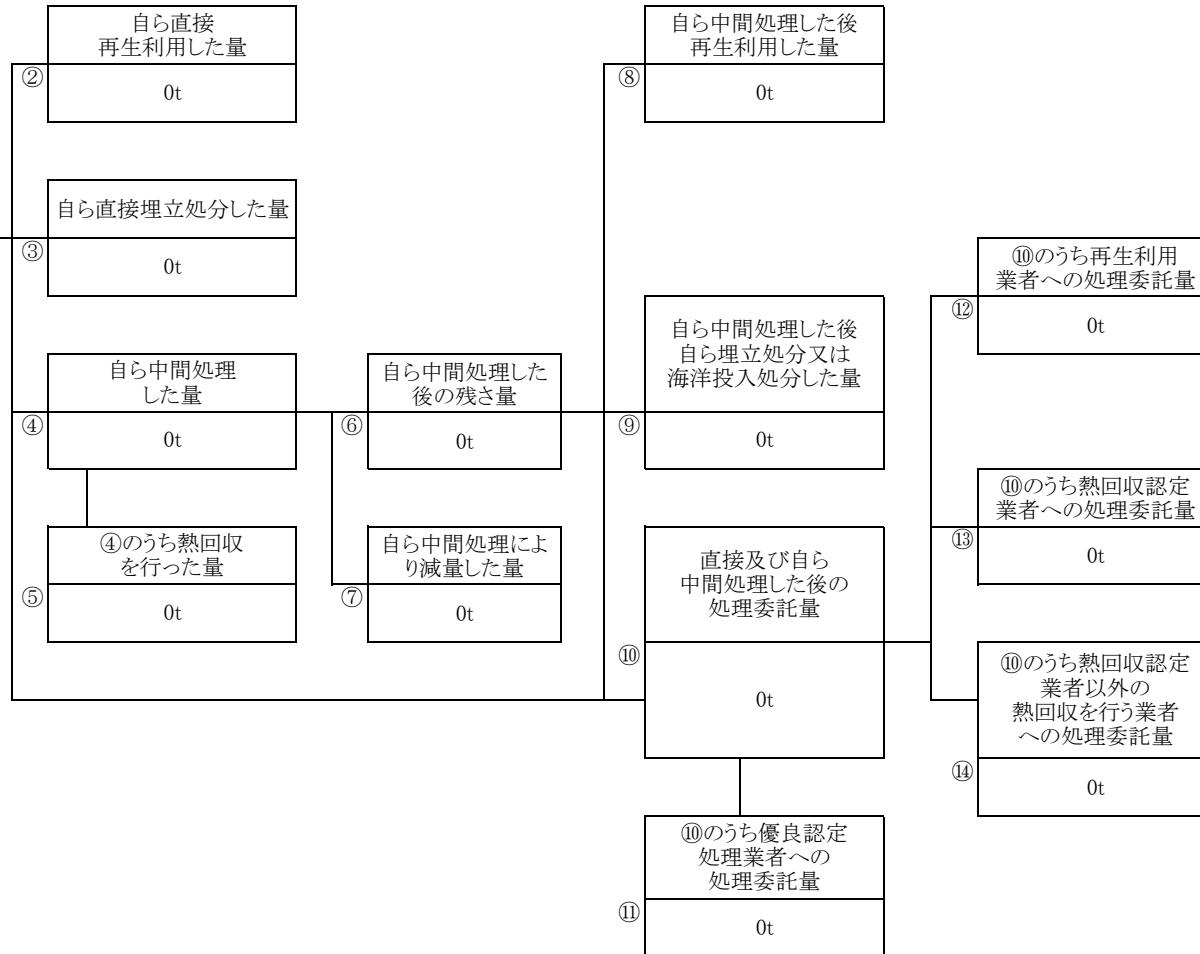 自ら直接
再生利用した量
②
0t
自ら直接埋立処分した量
③
0t
自ら中間処理
した量
④
0t
④のうち熱回収
を行った量
⑤
0t
自ら中間処理した
後の残さ量
⑥
0t
自ら中間処理によ
り減量した量
⑦
0t
自ら中間処理した後
再生利用した量
⑧
0t
自ら中間処理した後
自ら埋立処分又は
海洋投入処分した量
⑨
0t
直接及び自ら
中間処理した後の
処理委託量
⑩
0t
⑩のうち優良認定
処理業者への
処理委託量
⑪
0t
⑩のうち再生利用
業者への処理委託量
⑫
0t
⑩のうち熱回収認定
業者への処理委託量
⑬
0t
⑩のうち熱回収認定
業者以外の
熱回収を行う業者
への処理委託量
⑭
0t